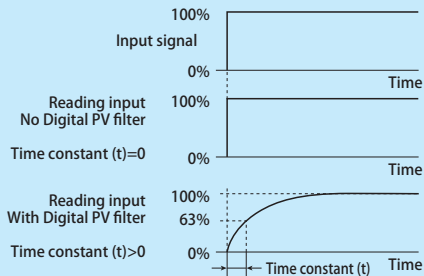 100%
Input signal
0%
Time
Reading input
No Digital PV filter
100%
Time constant (t)=0
0%
Time
Reading input
With Digital PV filter
100%
63%
Time constant (t)>0
0%
Time constant (t)
Time